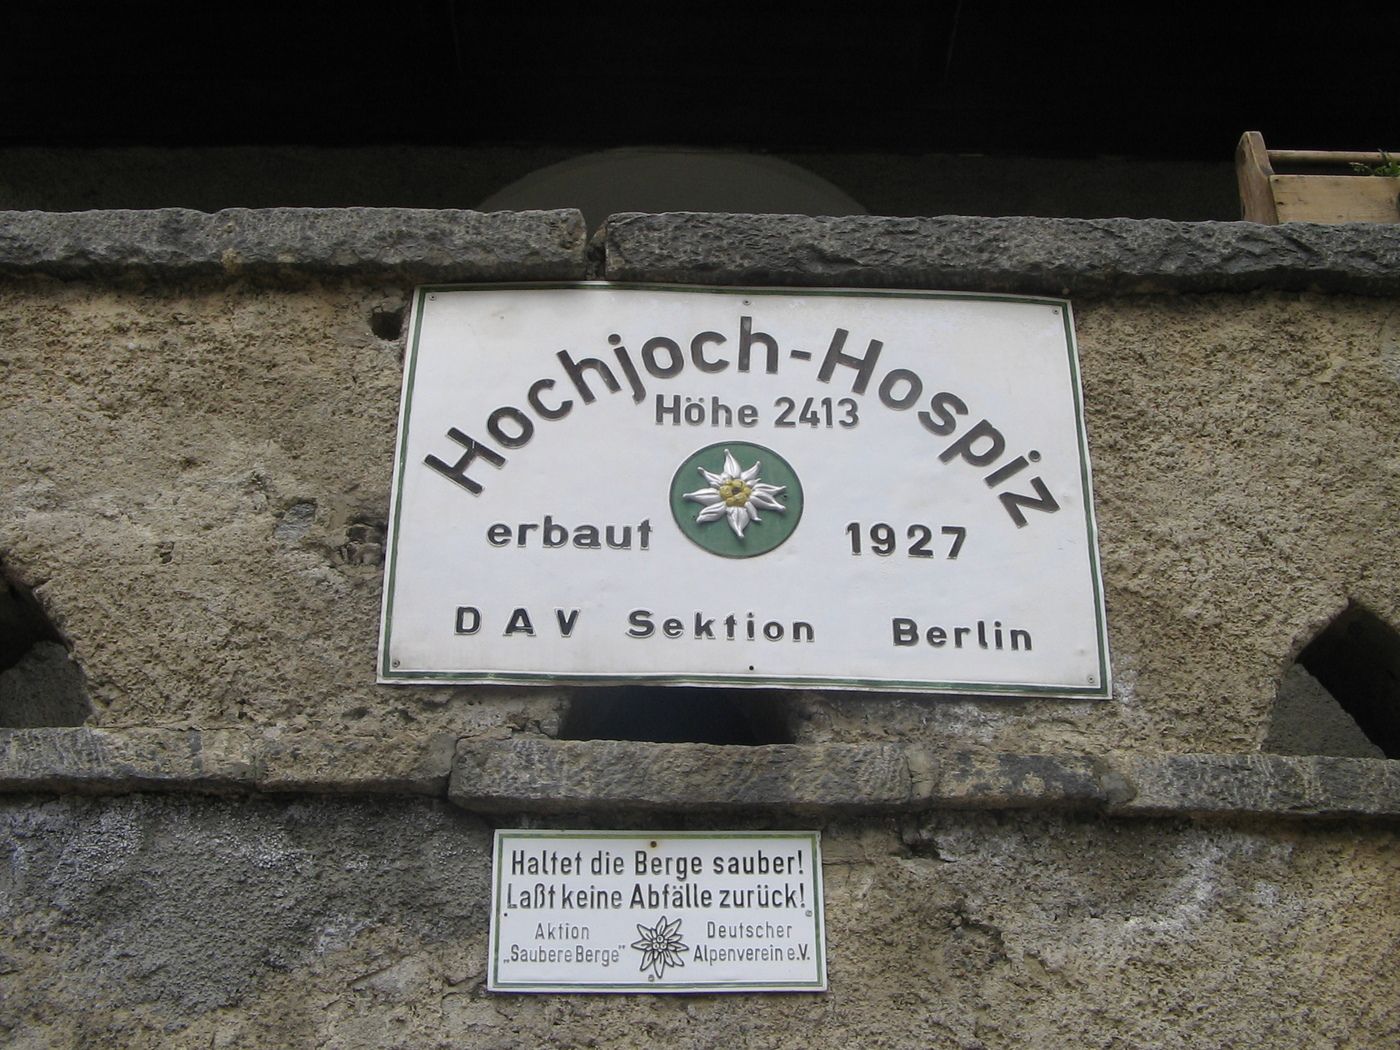 Hochjoch-Hospiz
Höhe 2413
erbaut 1927
DAV Sektion Berlin
Haltet die Berge sauber!
Laßt keine Abfälle zurück!
Aktion Deutscher
„Saubere Berge" Alpenverein e.V.